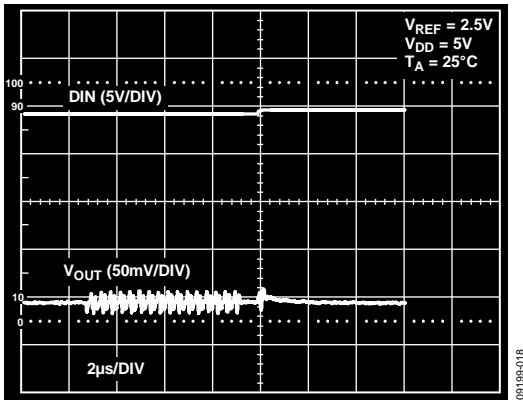 V_REF = 2.5V
V_DD = 5V
T_A = 25°C
100
DIN (5V/DIV)
90
V_OUT (50mV/DIV)
10
0
2µs/DIV
09199-018